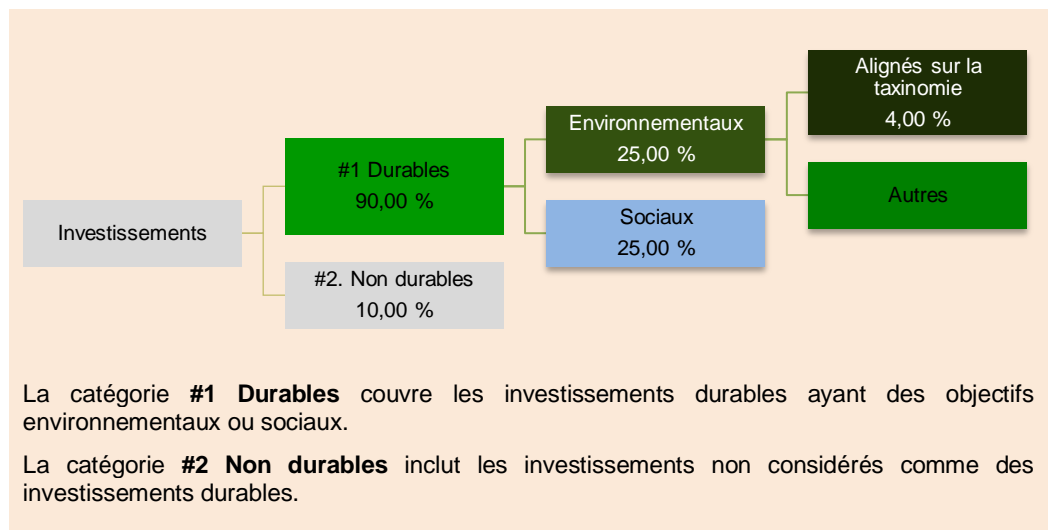 Investissements
#1 Durables
90,00 %
#2. Non durables
10,00 %
Environnementaux
25,00 %
Sociaux
25,00 %
Alignés sur la
taxinomie
4,00 %
Autres
La catégorie #1 Durables couvre les investissements durables ayant des objectifs
environnementaux ou sociaux.
La catégorie #2 Non durables inclut les investissements non considérés comme des
investissements durables.